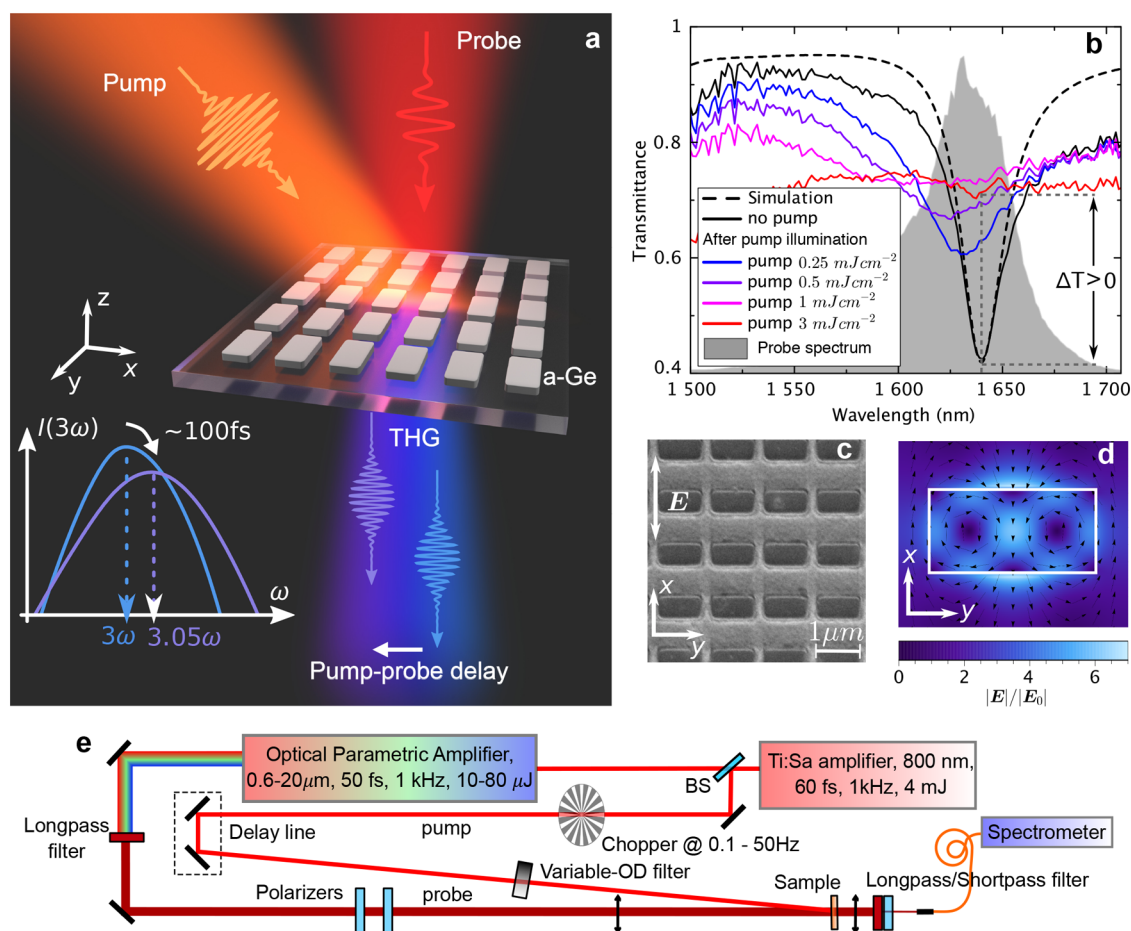 a
Pump
Probe
z
x
y
a-Ge
THG
I(3ω)
~100fs
ω
3ω
3.05ω
Pump-probe delay
b
Transmittance
1
0.8
0.6
0.4
Simulation
no pump
After pump illumination
pump 0.25 mJcm⁻²
pump 0.5 mJcm⁻²
pump 1 mJcm⁻²
pump 3 mJcm⁻²
Probe spectrum
ΔT>0
1 500
1 550
1 600
1 650
1 700
Wavelength (nm)
c
E
x
y
1μm
d
x
y
0
2
4
6
|E|/|E₀|
e
Optical Parametric Amplifier,
0.6-20μm, 50 fs, 1 kHz, 10-80 μJ
BS
Ti:Sa amplifier, 800 nm,
60 fs, 1kHz, 4 mJ
Longpass
filter
Delay line
pump
Chopper @ 0.1 - 50Hz
Spectrometer
Variable-OD filter
Polarizers
probe
Sample
Longpass/Shortpass filter